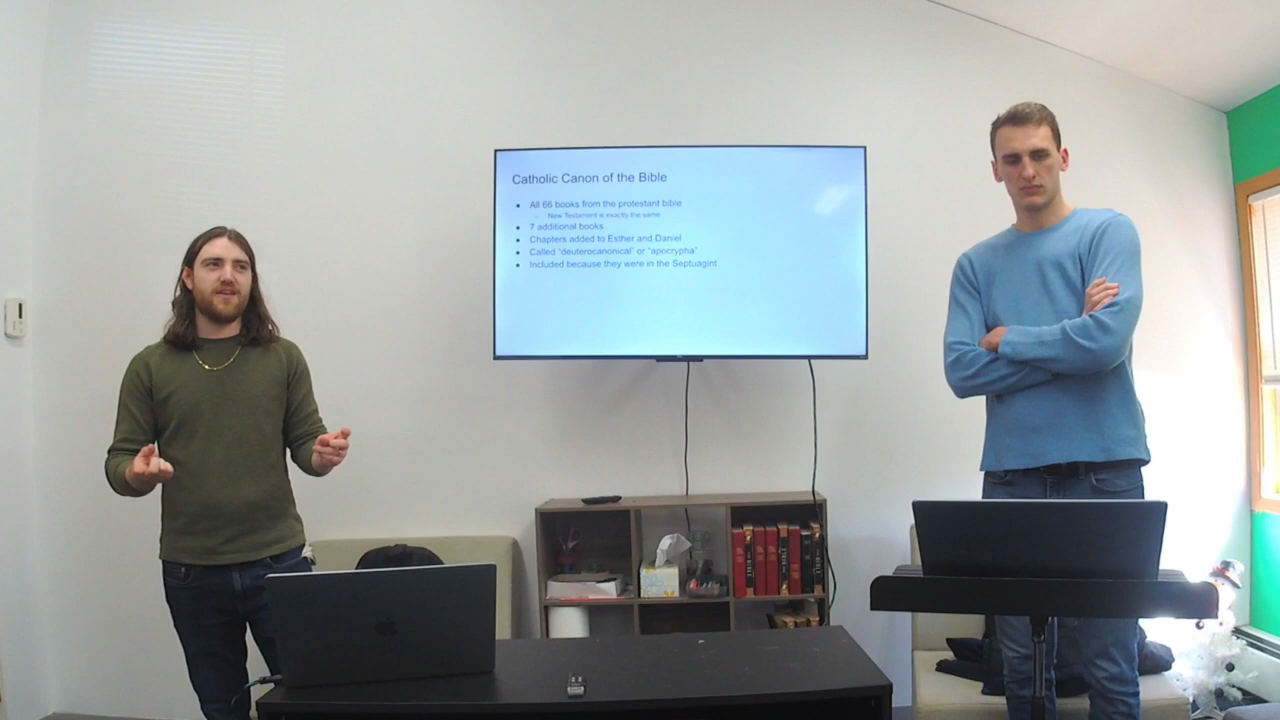 Catholic Canon of the Bible
● All 66 books from the protestant bible
○ New Testament is exactly the same
● 7 additional books
● Chapters added to Esther and Daniel
● Called "deuterocanonical" or "apocrypha"
● Included because they were in the Septuagint